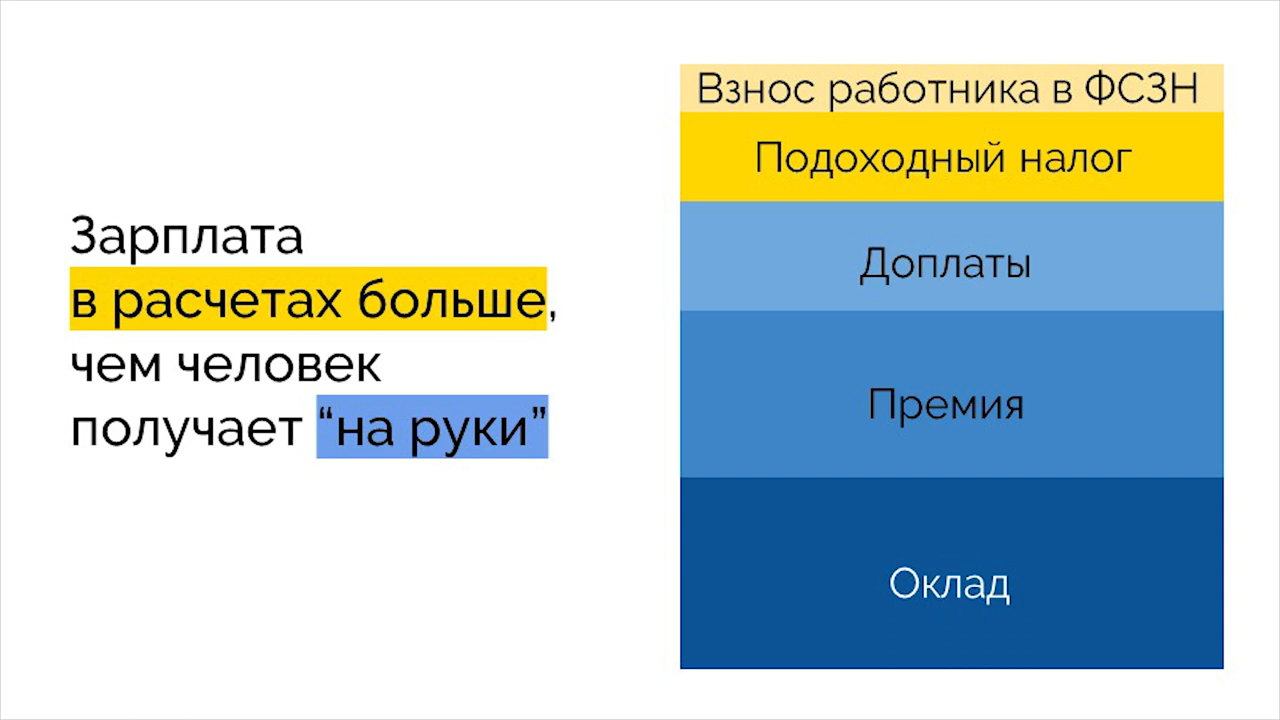 Зарплата
в расчетах больше,
чем человек
получает “на руки”
Взнос работника в ФСЗН
Подоходный налог
Доплаты
Премия
Оклад